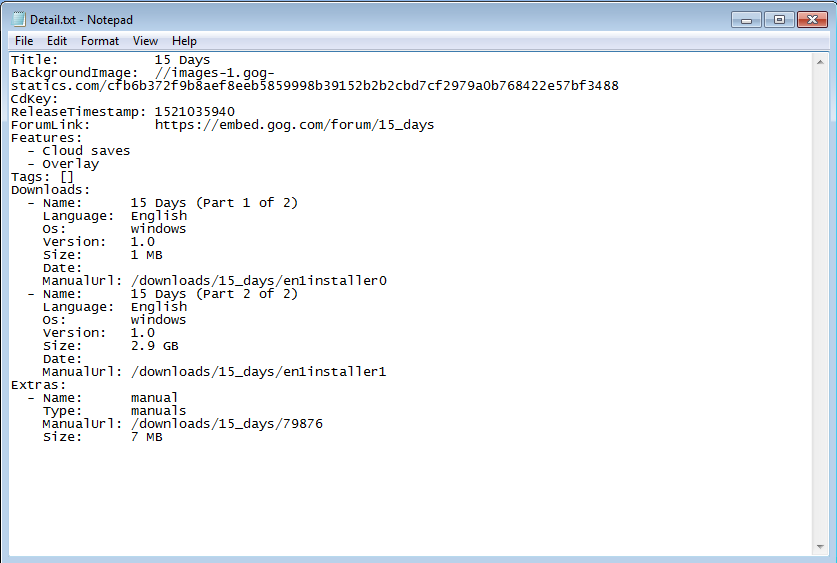 Detail.txt - Notepad
File Edit Format View Help
Title:            15 Days
BackgroundImage:  //images-1.gog-
statics.com/cfb6b372f9b8aef8eeb5859998b39152b2b2cbd7cf2979a0b768422e57bf3488
CdKey:
ReleaseTimestamp: 1521035940
ForumLink:        https://embed.gog.com/forum/15_days
Features:
  - Cloud saves
  - Overlay
Tags: []
Downloads:
  - Name:      15 Days (Part 1 of 2)
    Language:  English
    Os:        windows
    Version:   1.0
    Size:      1 MB
    Date:
    ManualUrl: /downloads/15_days/en1installer0
  - Name:      15 Days (Part 2 of 2)
    Language:  English
    Os:        windows
    Version:   1.0
    Size:      2.9 GB
    Date:
    ManualUrl: /downloads/15_days/en1installer1
Extras:
  - Name:      manual
    Type:      manuals
    ManualUrl: /downloads/15_days/79876
    Size:      7 MB